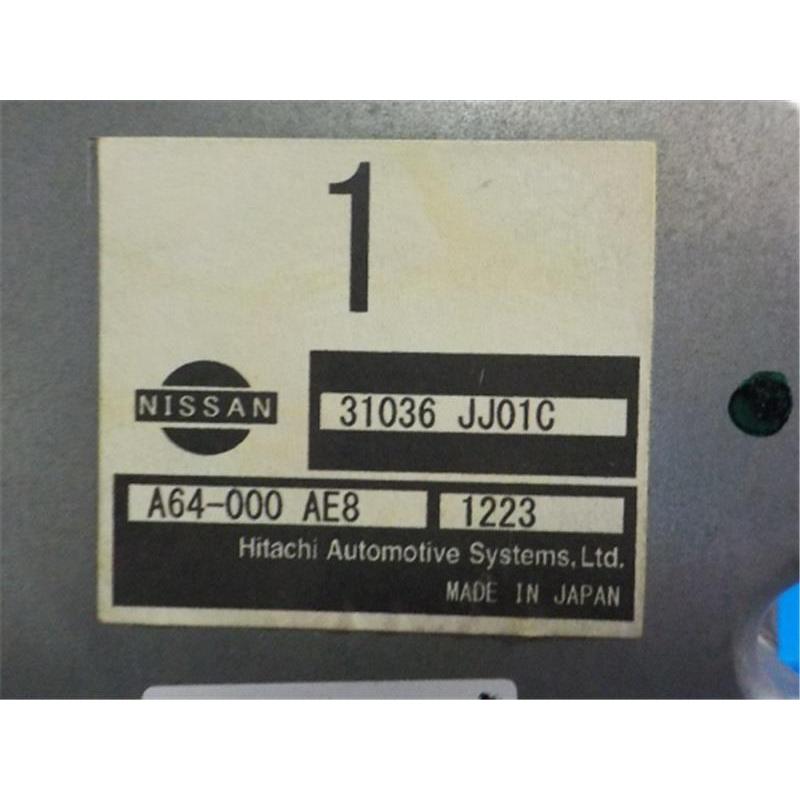 1
NISSAN
31036 JJ01C
A64-000 AE8 1223
Hitachi Automotive Systems, Ltd.
MADE IN JAPAN